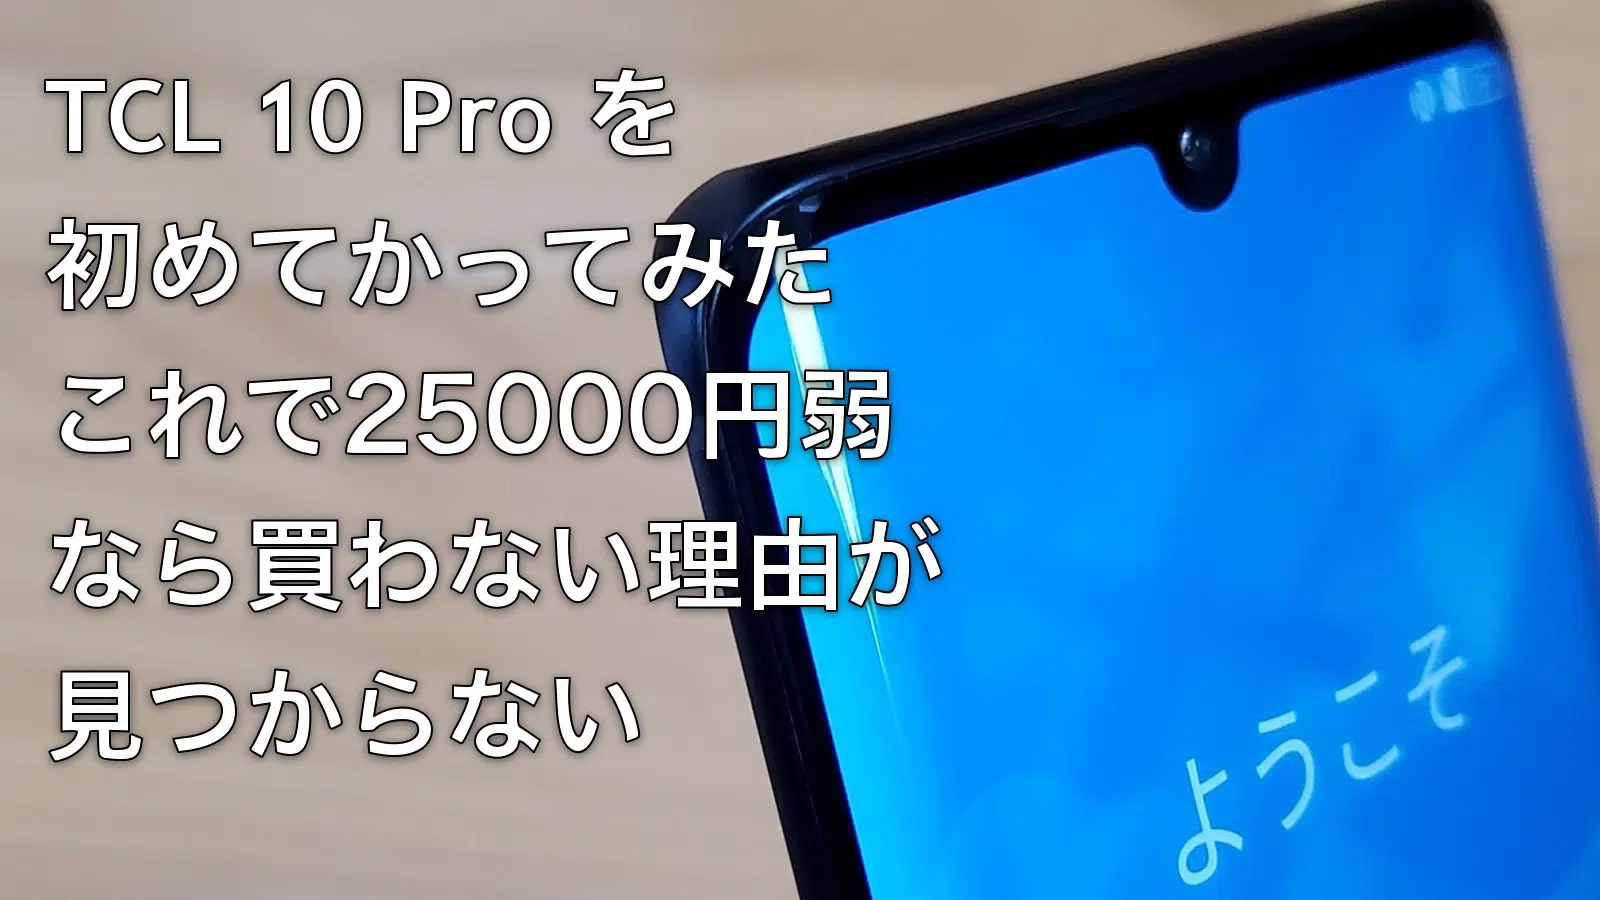 TCL 10 Pro を
初めてかってみた
これで25000円弱
なら買わない理由が
見つからない
ようこそ